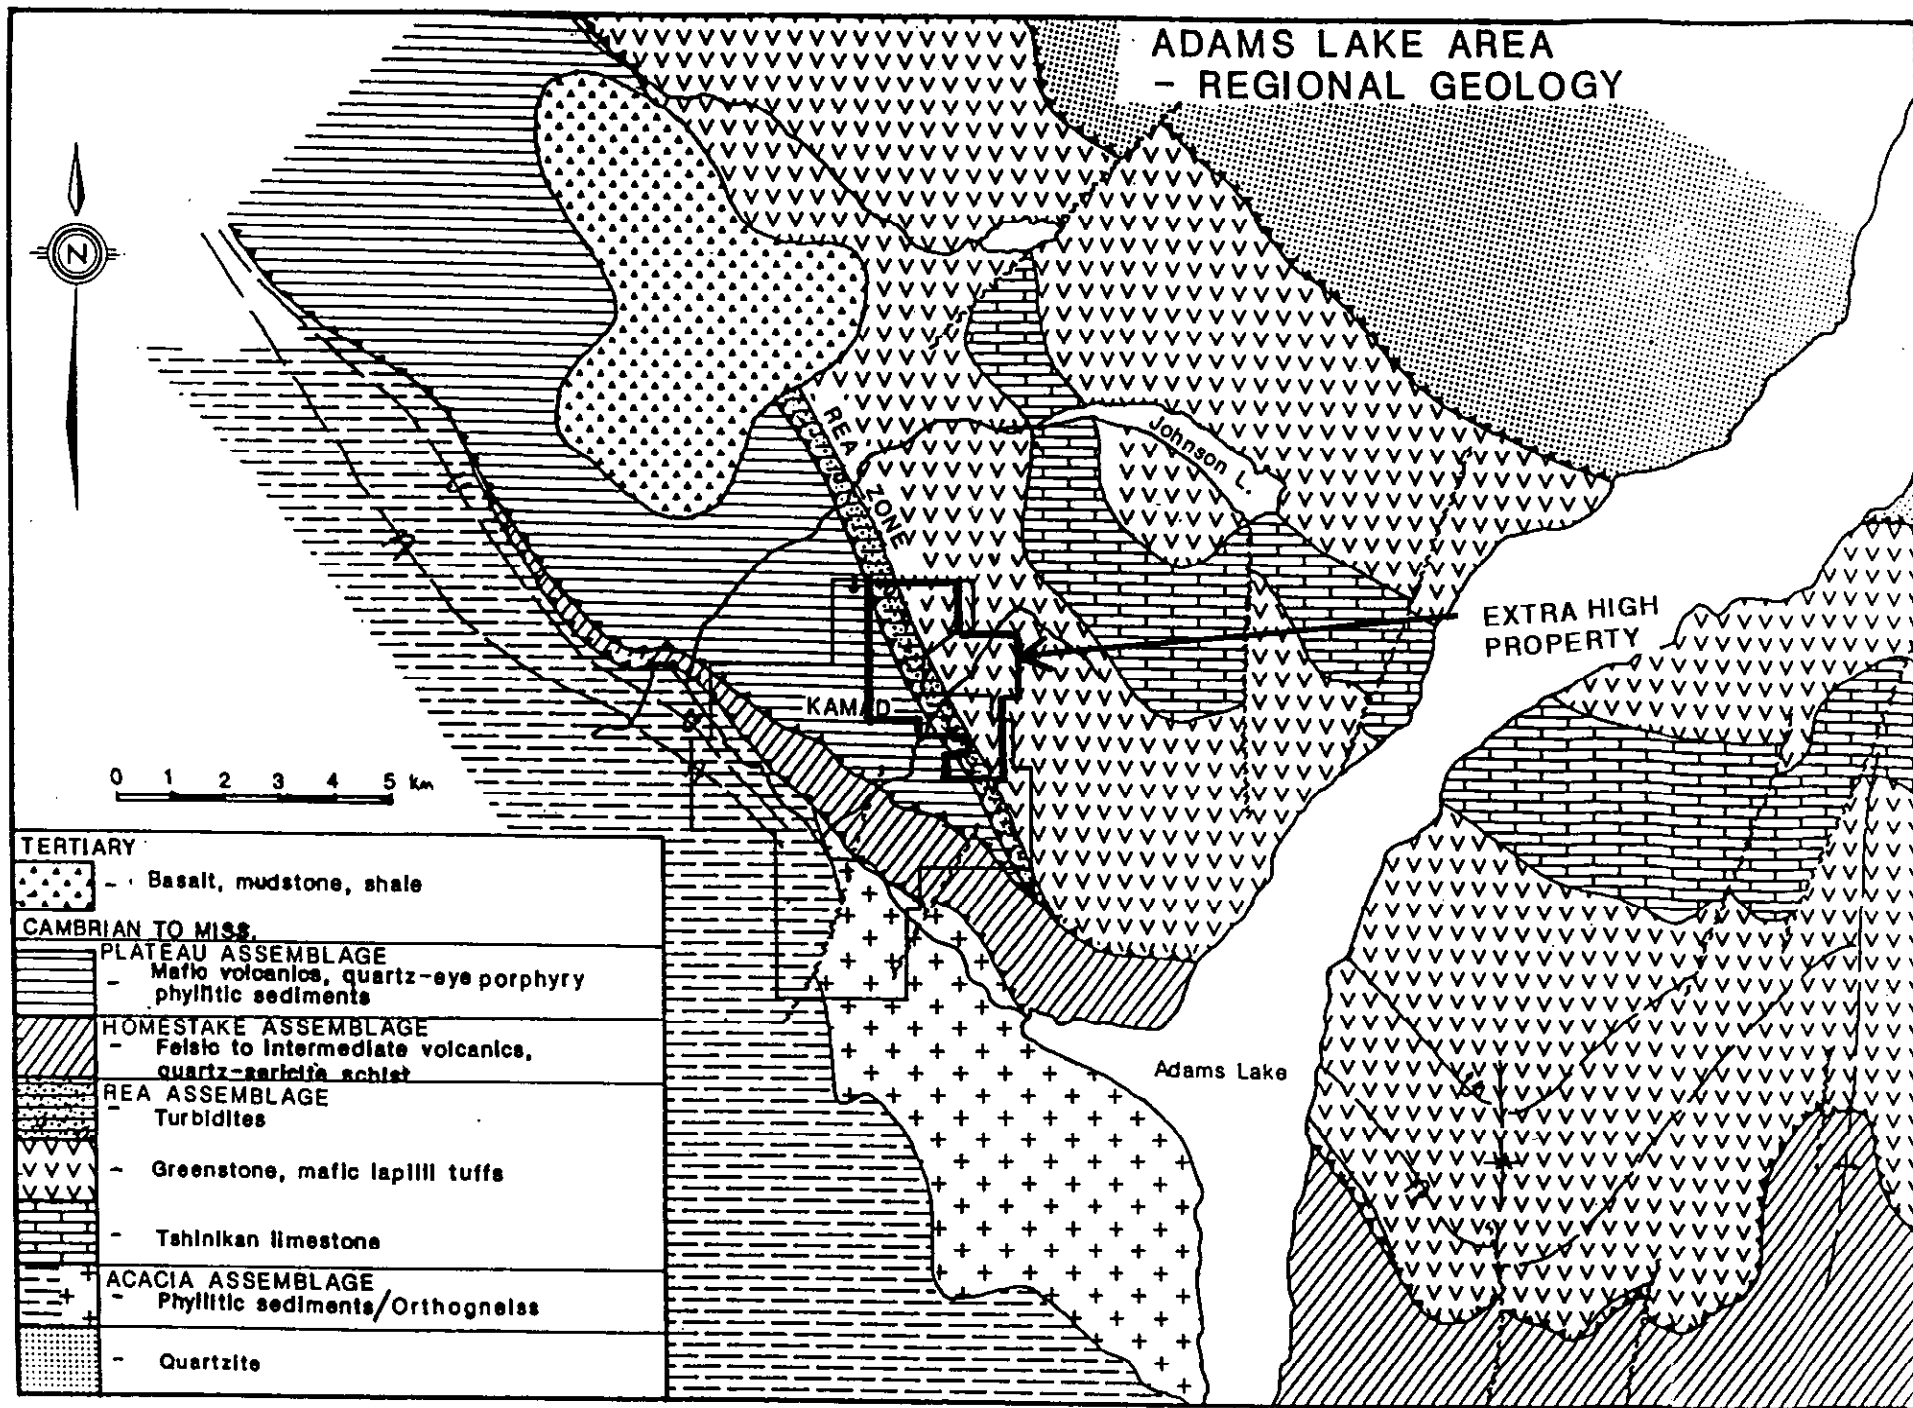 ADAMS LAKE AREA
- REGIONAL GEOLOGY
N
REA ZONE
Johnson L.
EXTRA HIGH
PROPERTY
KAMAD
0 1 2 3 4 5 km
Adams Lake
TERTIARY
- Basalt, mudstone, shale
CAMBRIAN TO MISS.
PLATEAU ASSEMBLAGE
- Mafic volcanics, quartz-eye porphyry
phyllitic sediments
HOMESTAKE ASSEMBLAGE
- Felsic to intermediate volcanics,
quartz-sericite schist
REA ASSEMBLAGE
- Turbidites
- Greenstone, mafic lapilli tuffs
- Tshinikan limestone
ACACIA ASSEMBLAGE
- Phyllitic sediments/Orthogneiss
- Quartzite